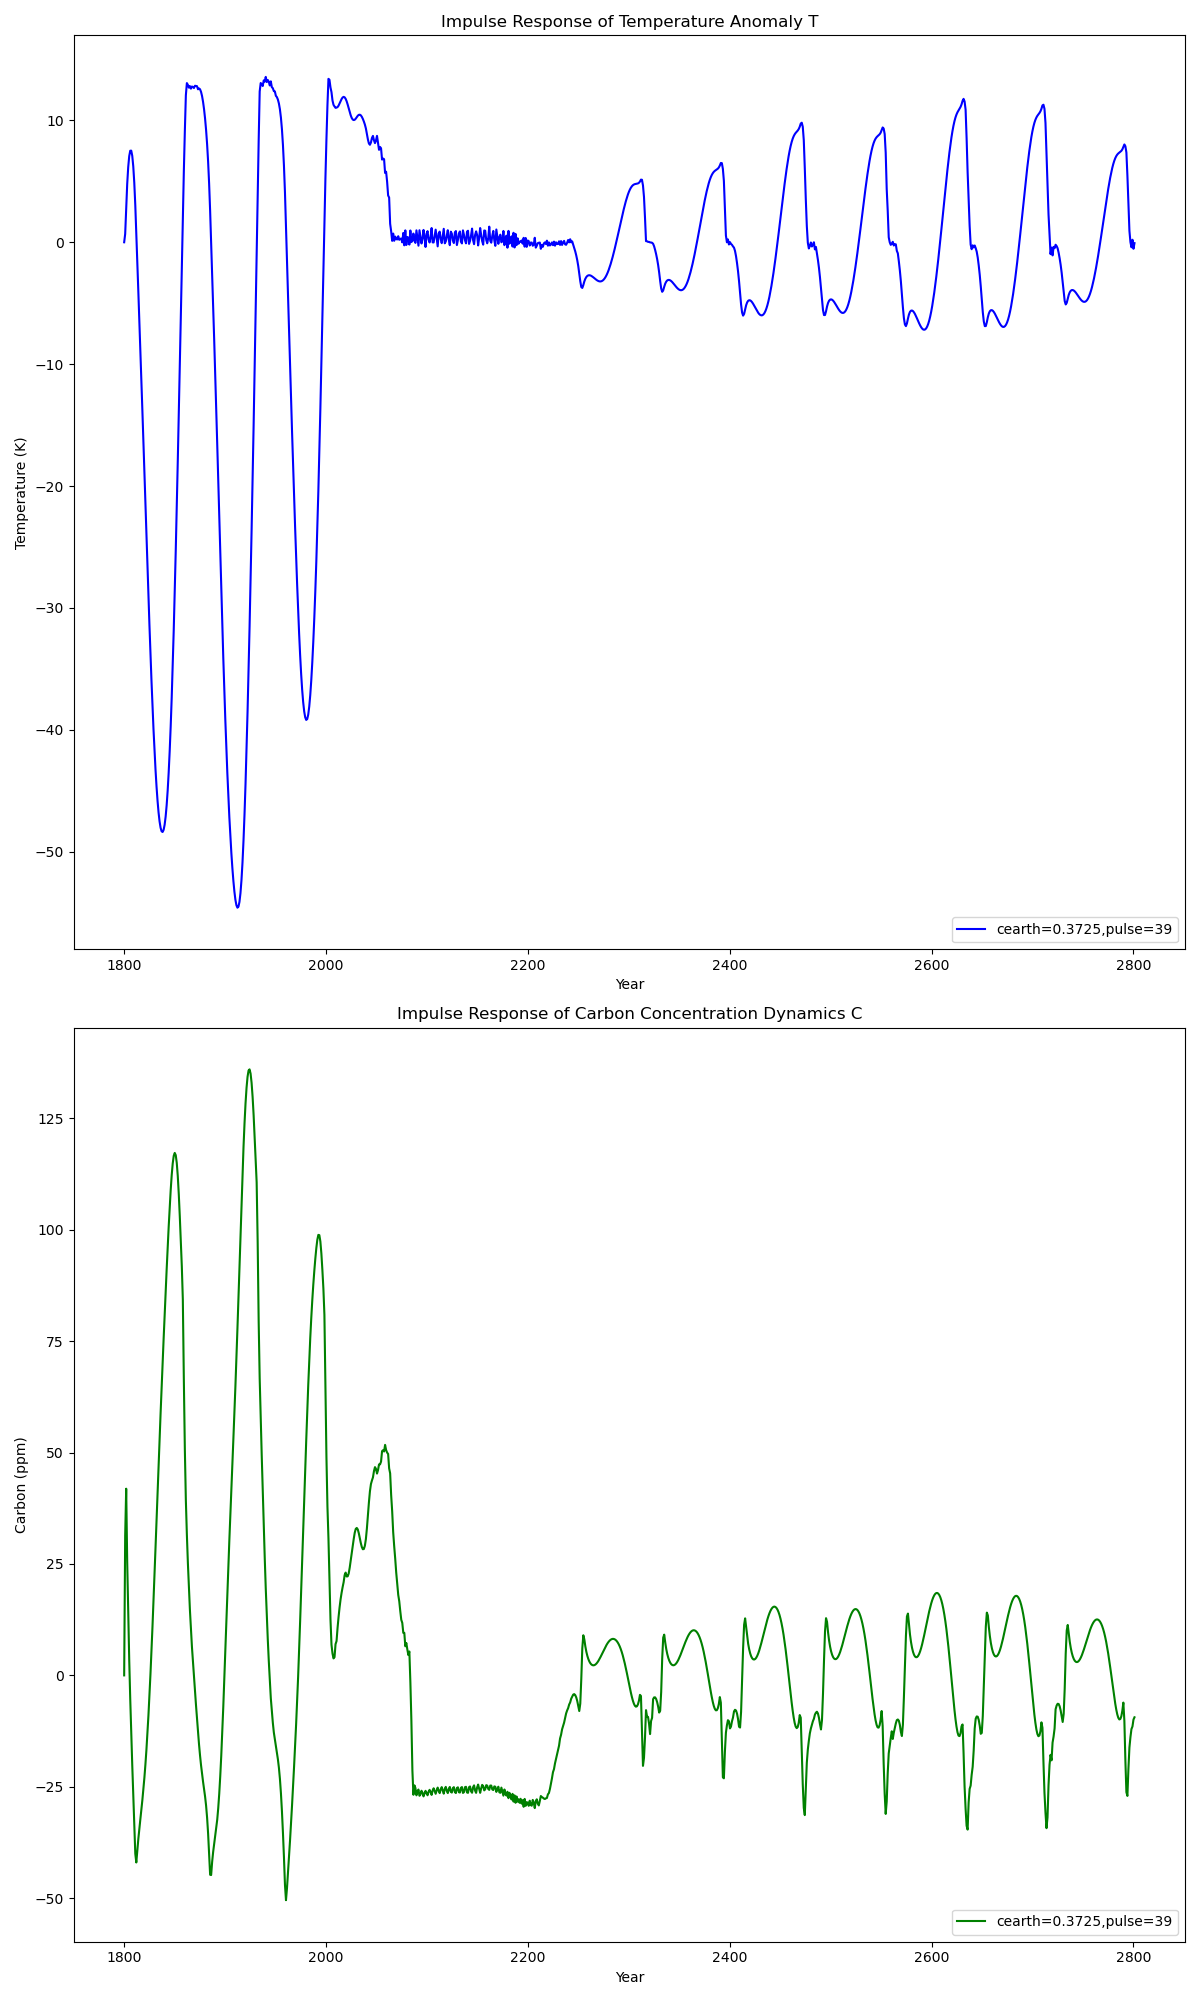 Impulse Response of Temperature Anomaly T
10
0
−10
−20
−30
−40
−50
Temperature (K)
cearth=0.3725,pulse=39
1800 2000 2200 2400 2600 2800
Year
Impulse Response of Carbon Concentration Dynamics C
125
100
75
50
25
0
−25
−50
Carbon (ppm)
cearth=0.3725,pulse=39
1800 2000 2200 2400 2600 2800
Year